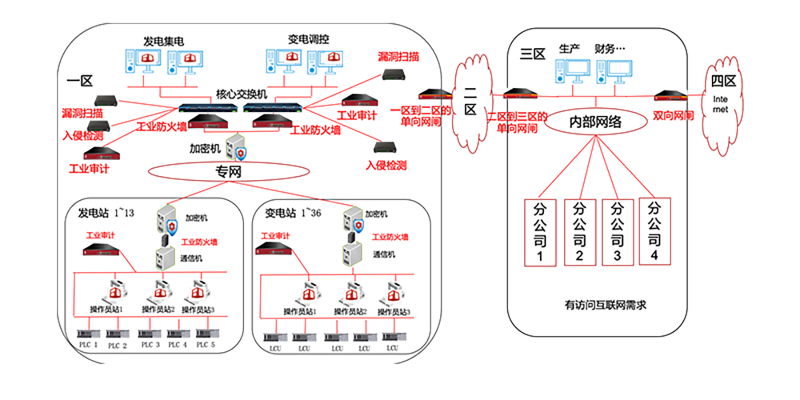 发电集电
变电调控
漏洞扫描
一区
核心交换机
漏洞扫描
工业防火墙
工业防火墙
工业审计
入侵检测
加密机
工业审计
入侵检测
专网
一区到二区的
单向网闸
二区
三区
生产
财务…
二区到三区的
单向网闸
内部网络
双向网闸
四区
Inte
rnet
分公司1
分公司2
分公司3
分公司4
有访问互联网需求
发电站 1~13
加密机
工业审计
工业防火墙
通信机
操作员站1
操作员站2
操作员站3
PLC 1
PLC 2
PLC 3
PLC 4
PLC 5
变电站 1~36
加密机
工业审计
工业防火墙
通信机
操作员站1
操作员站2
操作员站3
LCU
LCU
LCU
LCU
LCU